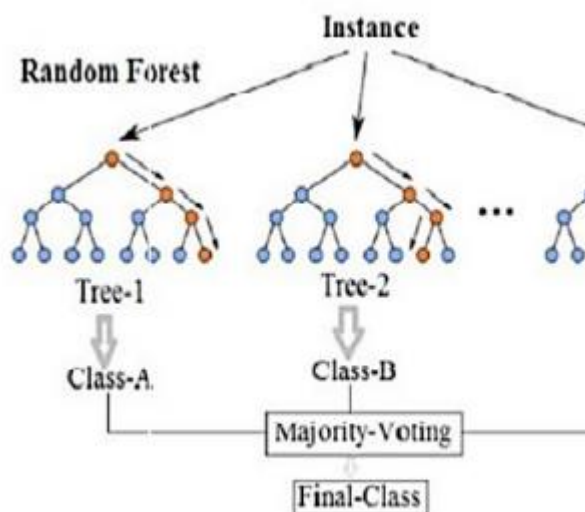 Instance
Random Forest
...
Tree-1
Tree-2
Class-A
Class-B
Majority-Voting
Final-Class